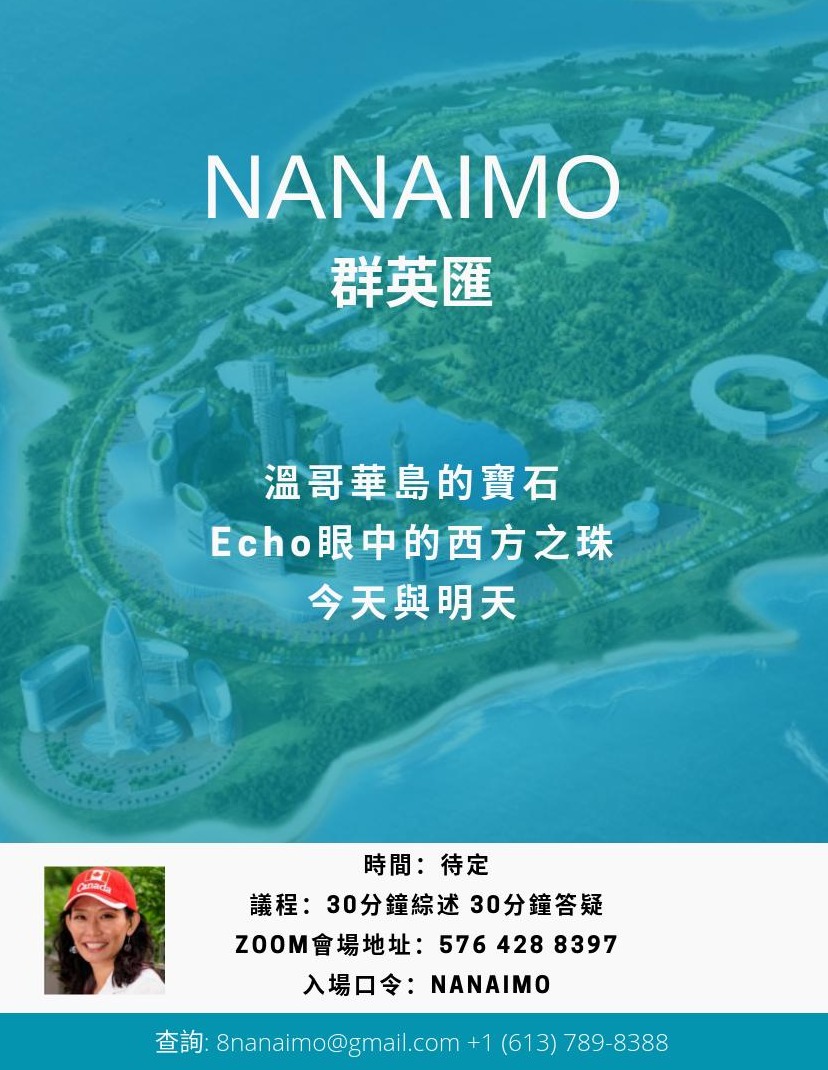 NANAIMO
群英匯
溫哥華島的寶石
Echo眼中的西方之珠
今天與明天
時間：待定
議程：30分鐘綜述 30分鐘答疑
ZOOM會場地址：576 428 8397
入場口令：NANAIMO
Canada
查詢: 8nanaimo@gmail.com +1 (613) 789-8388